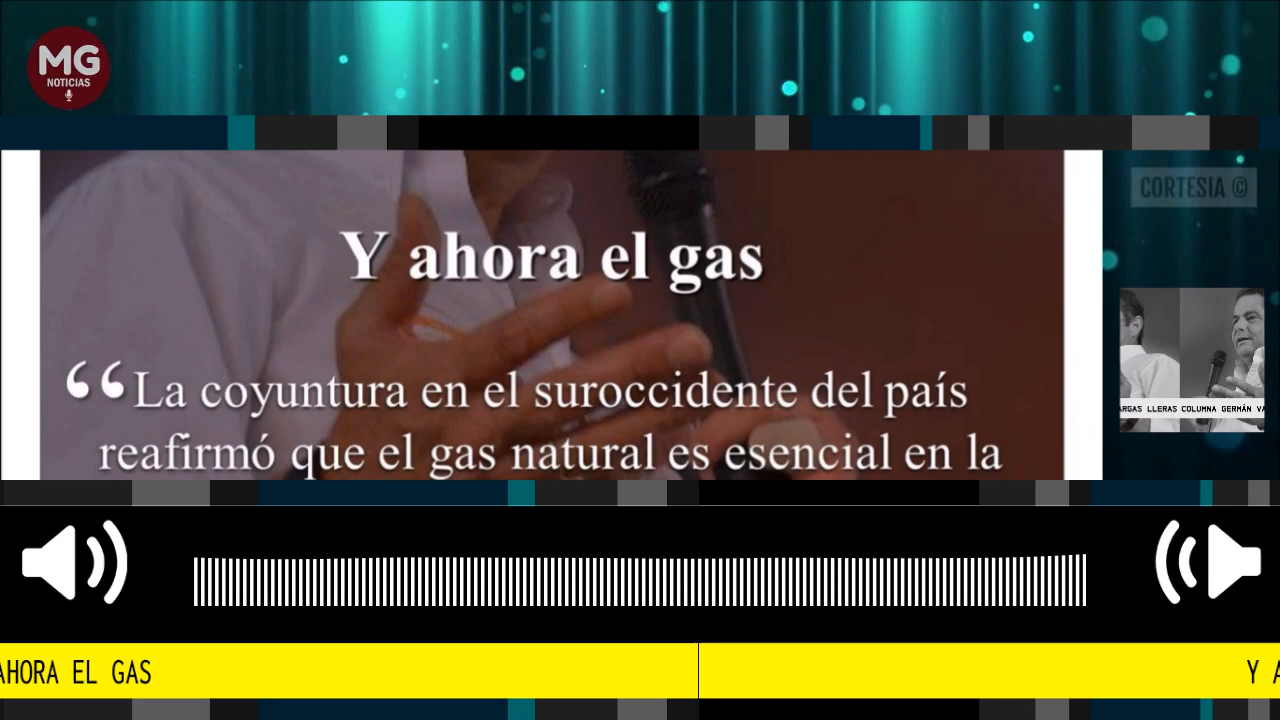 MG
NOTICIAS
CORTESIA ©
Y ahora el gas
“La coyuntura en el suroccidente del país
reafirmó que el gas natural es esencial en la
ARGAS LLERAS COLUMNA GERMÁN VA
AHORA EL GAS
Y A